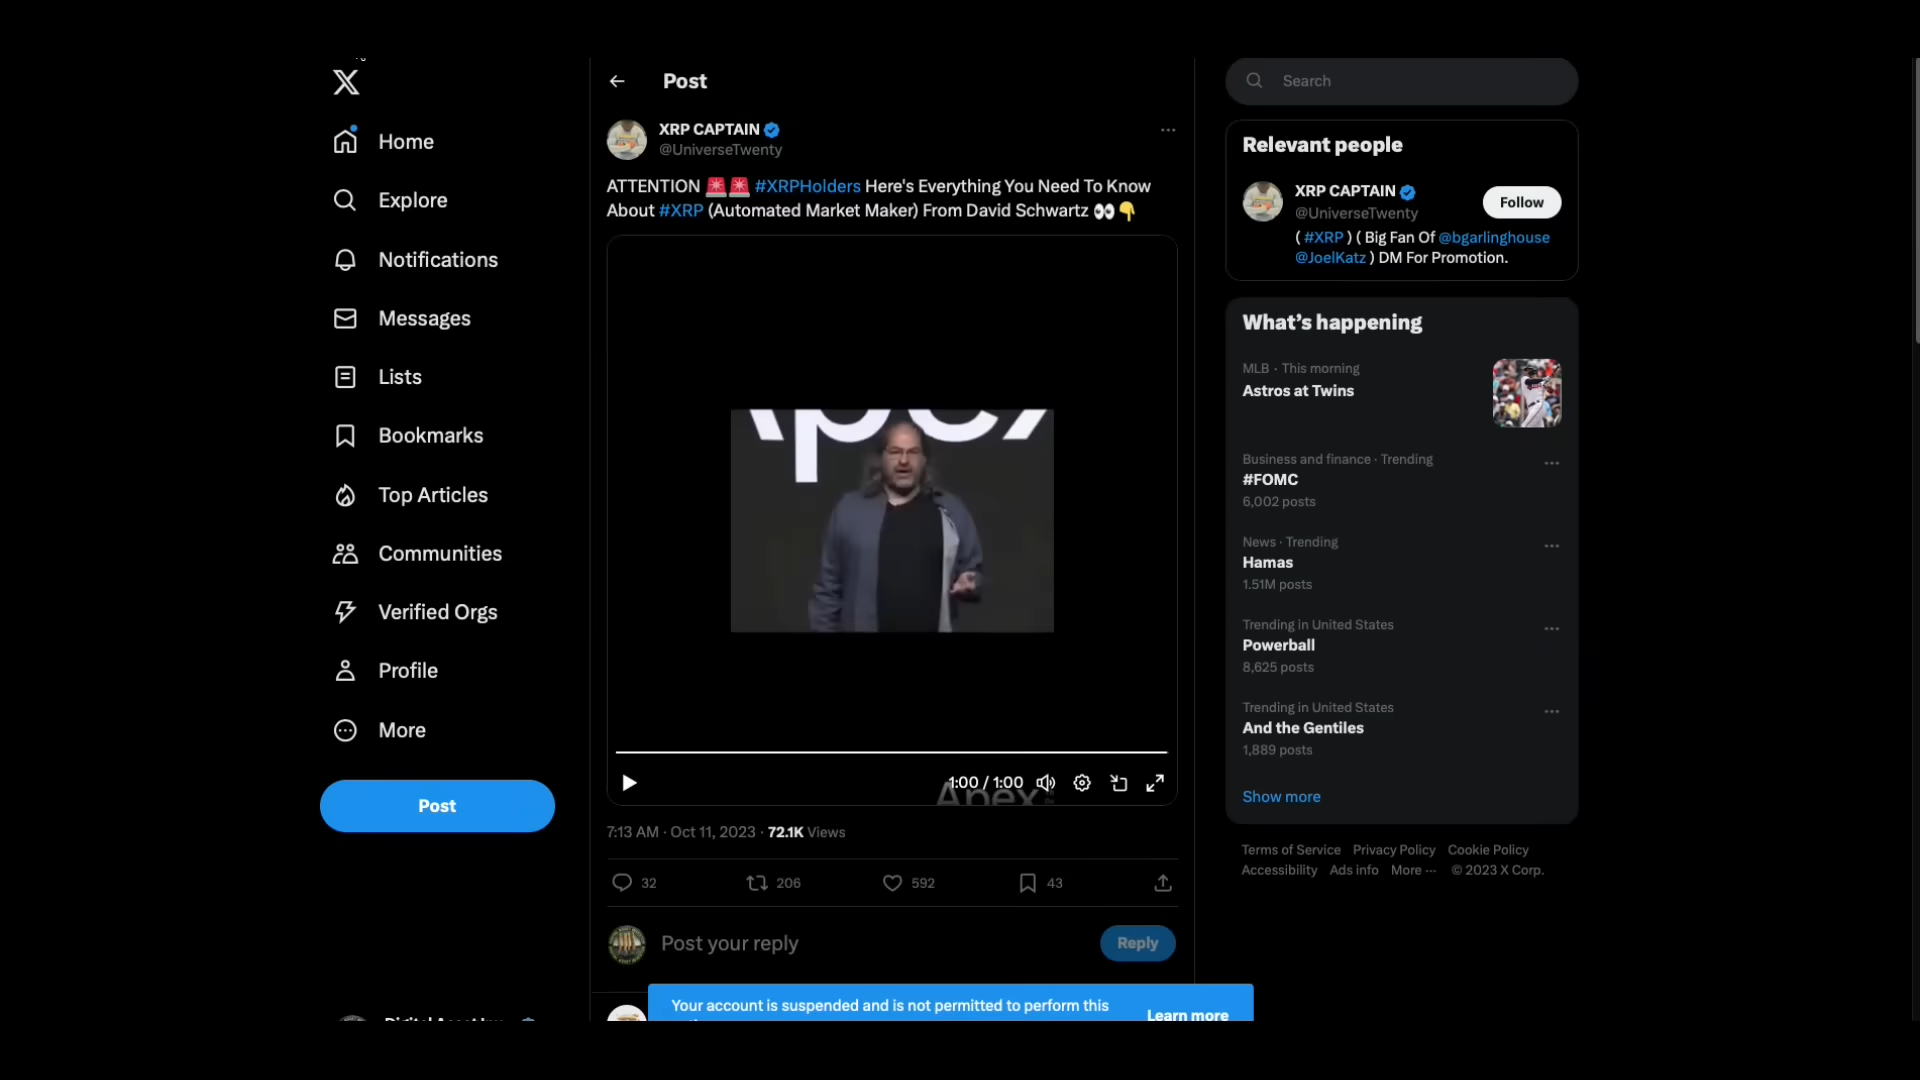 Home
Explore
Notifications
Messages
Lists
Bookmarks
Top Articles
Communities
Verified Orgs
Profile
More
Post
Post
XRP CAPTAIN
@UniverseTwenty
ATTENTION 🚨🚨 #XRPHolders Here's Everything You Need To Know
About #XRP (Automated Market Maker) From David Schwartz 👀👇
Apex
1:00 / 1:00
Apex
7:13 AM · Oct 11, 2023 · 72.1K Views
32
206
592
43
Post your reply
Reply
Your account is suspended and is not permitted to perform this
Learn more
Search
Relevant people
XRP CAPTAIN
@UniverseTwenty
Follow
( #XRP ) ( Big Fan Of @bgarlinghouse
@JoelKatz ) DM For Promotion.
What's happening
MLB · This morning
Astros at Twins
Business and finance · Trending
#FOMC
6,002 posts
News · Trending
Hamas
1.51M posts
Trending in United States
Powerball
8,625 posts
Trending in United States
And the Gentiles
1,889 posts
Show more
Terms of Service Privacy Policy Cookie Policy
Accessibility Ads info More ··· © 2023 X Corp.